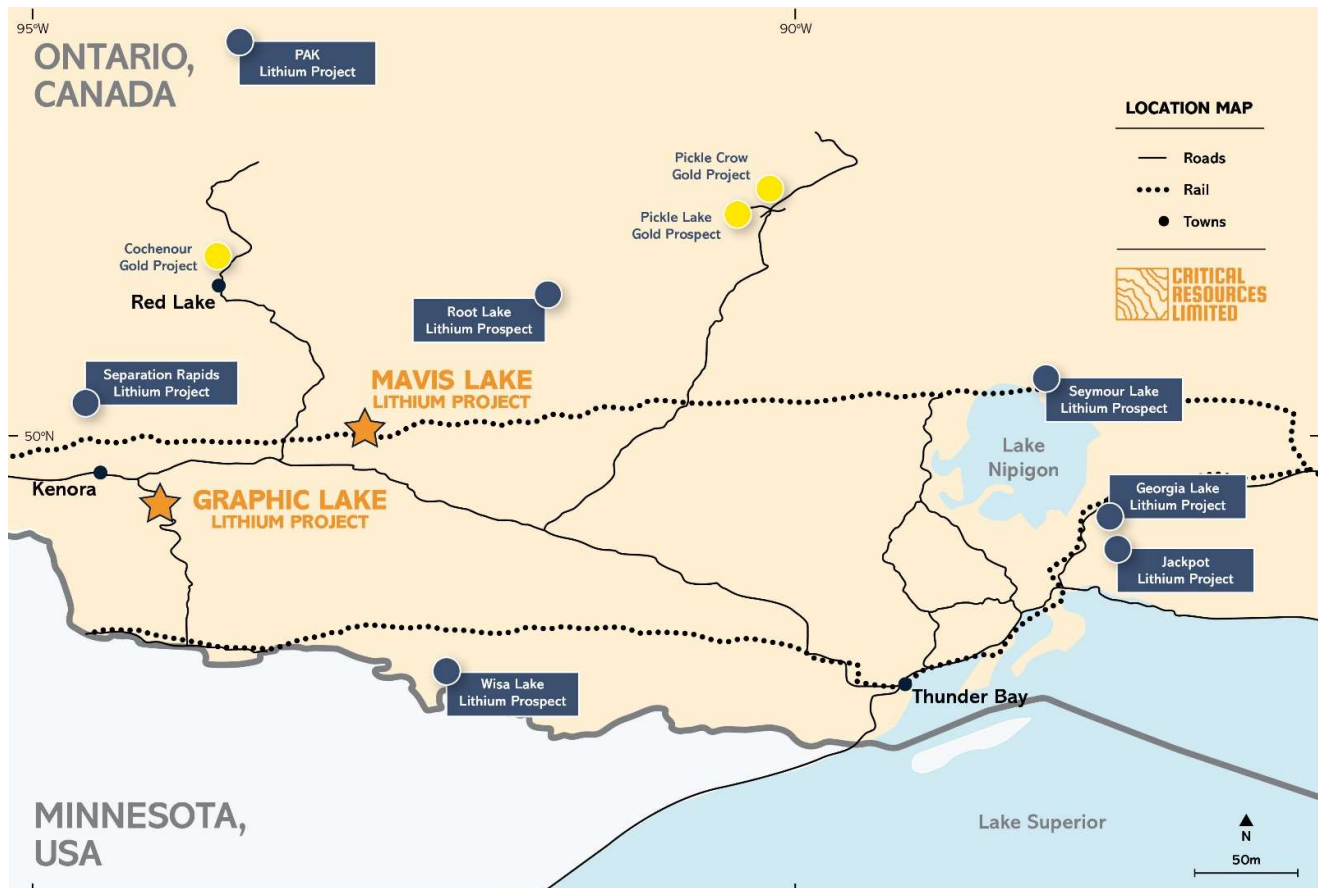 95°W
90°W
ONTARIO,
CANADA
PAK
Lithium Project
LOCATION MAP
Roads
Rail
Towns
CRITICAL
RESOURCES
LIMITED
Pickle Crow
Gold Project
Pickle Lake
Gold Prospect
Cochenour
Gold Project
Red Lake
Root Lake
Lithium Prospect
Separation Rapids
Lithium Project
MAVIS LAKE
LITHIUM PROJECT
Seymour Lake
Lithium Prospect
50°N
Lake
Nipigon
Kenora
GRAPHIC LAKE
LITHIUM PROJECT
Georgia Lake
Lithium Project
Jackpot
Lithium Project
Wisa Lake
Lithium Prospect
Thunder Bay
MINNESOTA,
USA
Lake Superior
N
50m